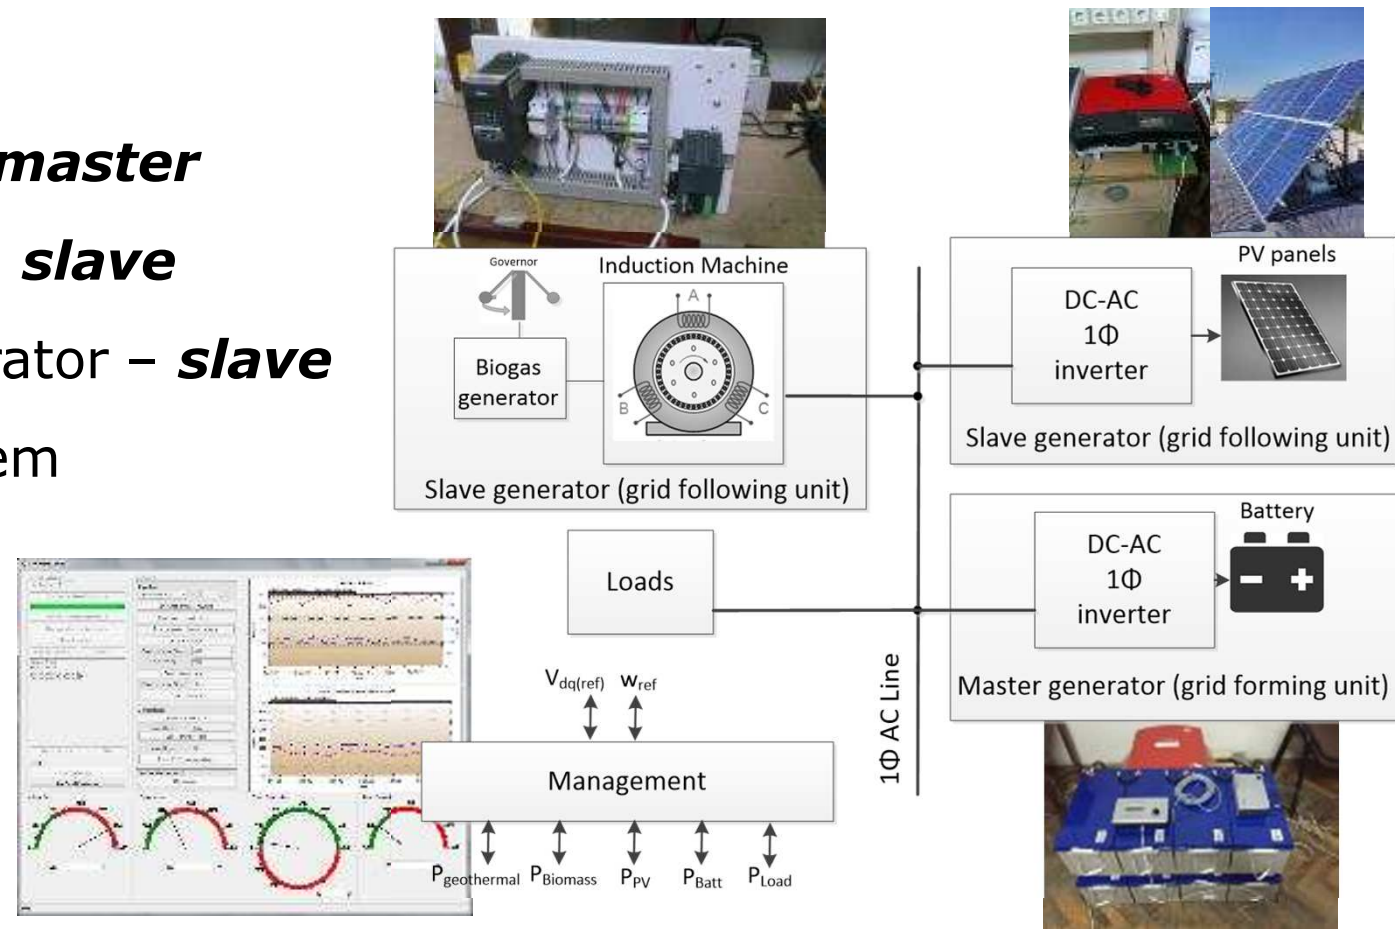 master
slave
rator – slave
em
Governor
Induction Machine
A
B
C
Biogas
generator
Slave generator (grid following unit)
PV panels
DC-AC
1Φ
inverter
Slave generator (grid following unit)
Loads
Battery
DC-AC
1Φ
inverter
Master generator (grid forming unit)
1Φ AC Line
Vdq(ref) wref
Management
Pgeothermal PBiomass PPV PBatt PLoad